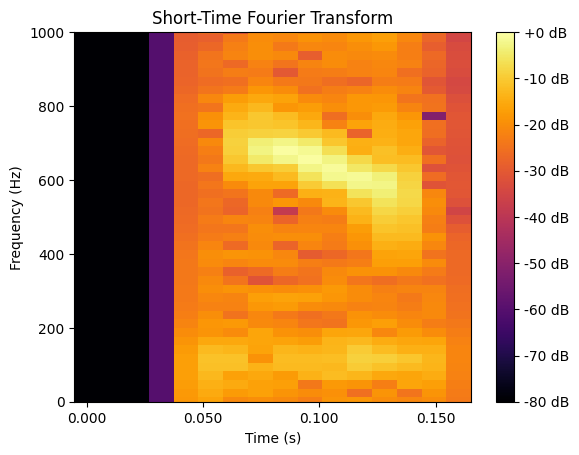 Short-Time Fourier Transform
1000
800
600
400
200
0
Frequency (Hz)
0.000
0.050
0.100
0.150
Time (s)
+0 dB
-10 dB
-20 dB
-30 dB
-40 dB
-50 dB
-60 dB
-70 dB
-80 dB